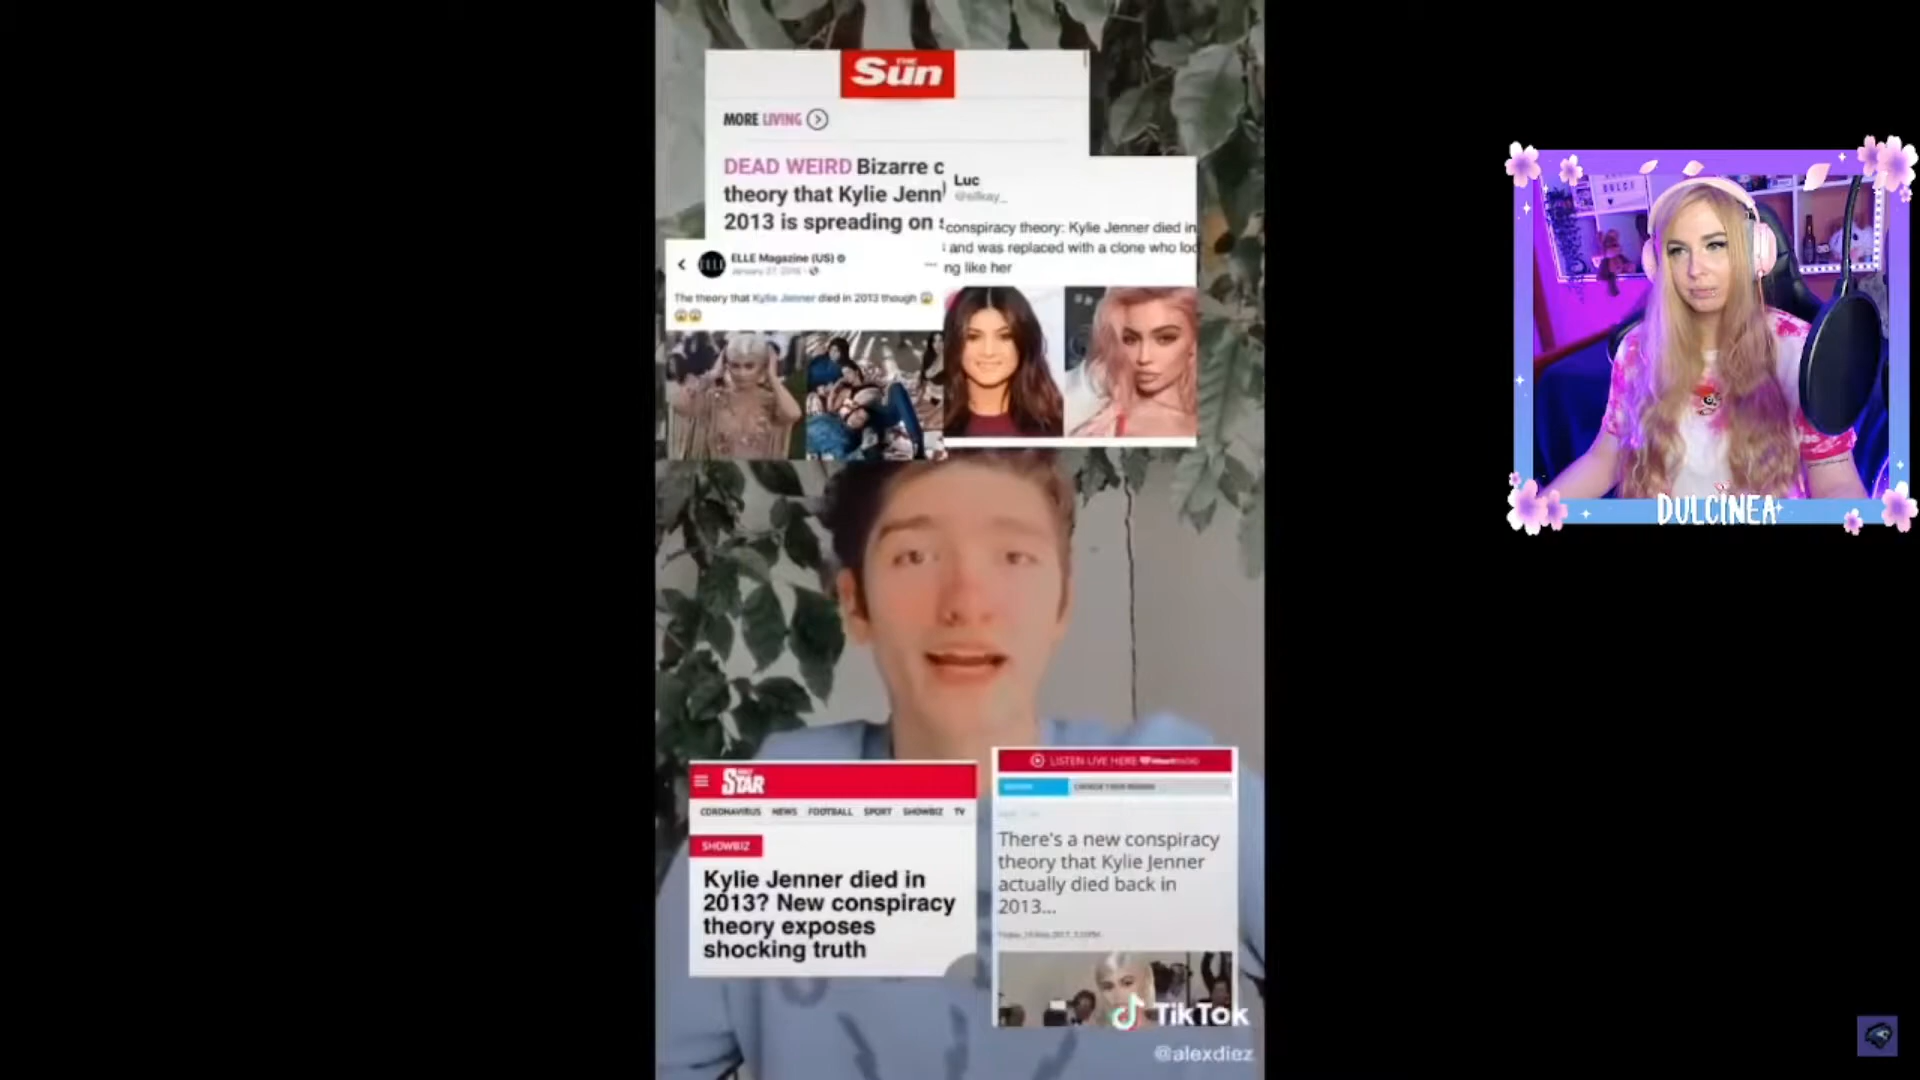 THE Sun
MORE LIVING
DEAD WEIRD Bizarre c
theory that Kylie Jenn
2013 is spreading on s
Luc
conspiracy theory: Kylie Jenner died in
and was replaced with a clone who loo
ng like her
ELLE Magazine (US)
The theory that Kylie Jenner died in 2013 though 😱
😱😱
DULCINEA
STAR
CORONAVIRUS NEWS FOOTBALL SPORT SHOWBIZ TV
SHOWBIZ
Kylie Jenner died in
2013? New conspiracy
theory exposes
shocking truth
LISTEN LIVE HERE
There's a new conspiracy
theory that Kylie Jenner
actually died back in
2013...
TikTok
@alexdiez